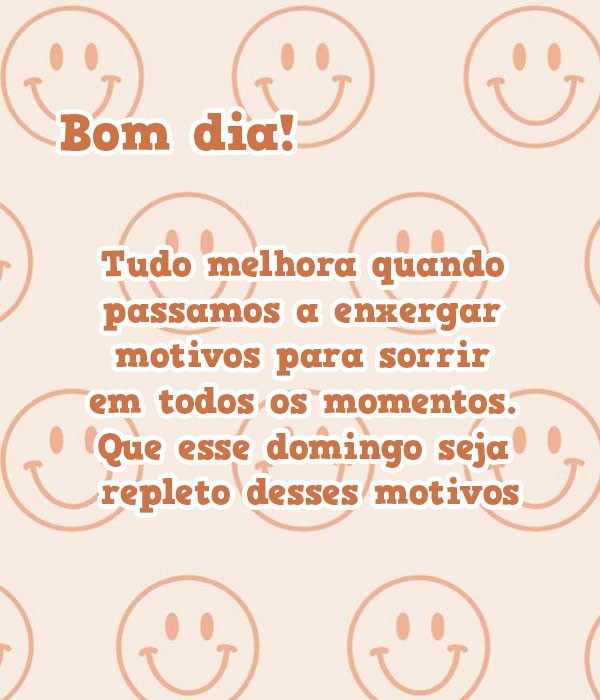 Bom dia!
Tudo melhora quando
passamos a enxergar
motivos para sorrir
em todos os momentos.
Que esse domingo seja
repleto desses motivos